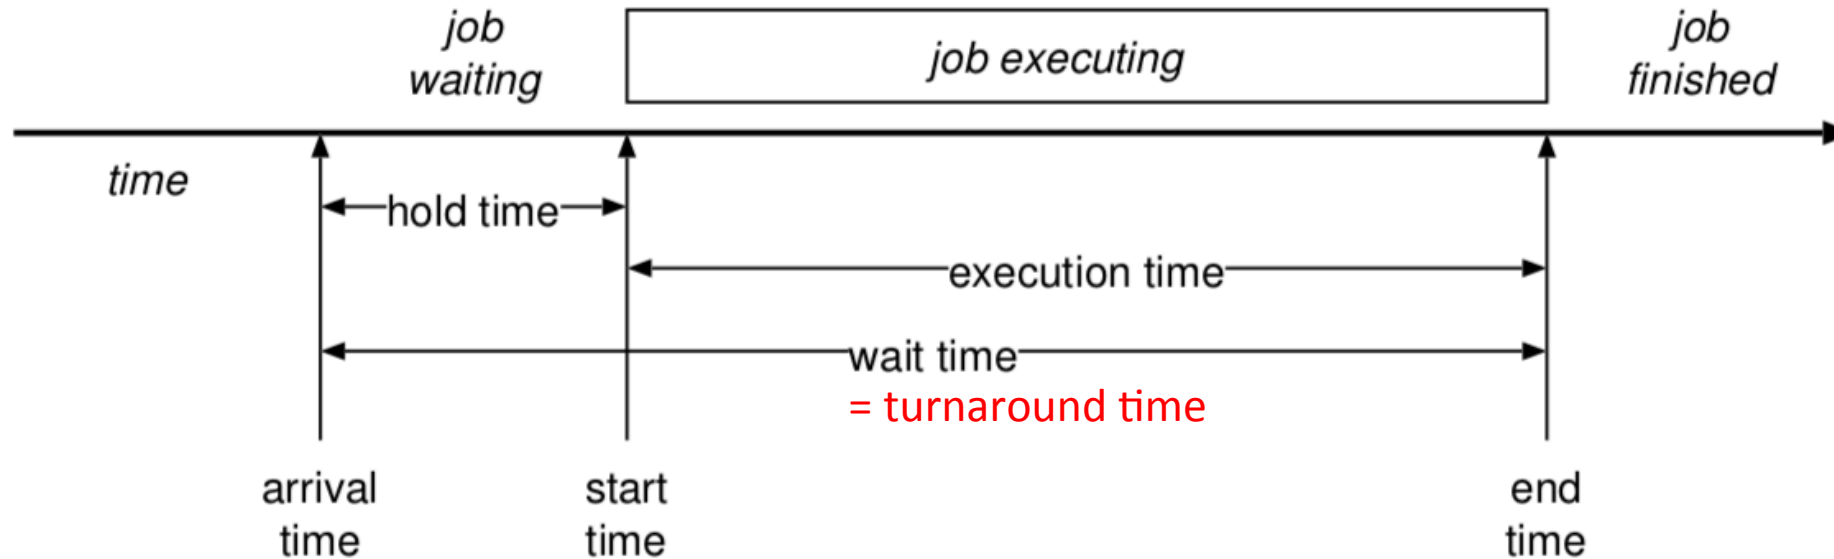 job
waiting
job executing
job
finished
time
hold time
execution time
wait time
= turnaround time
arrival
time
start
time
end
time